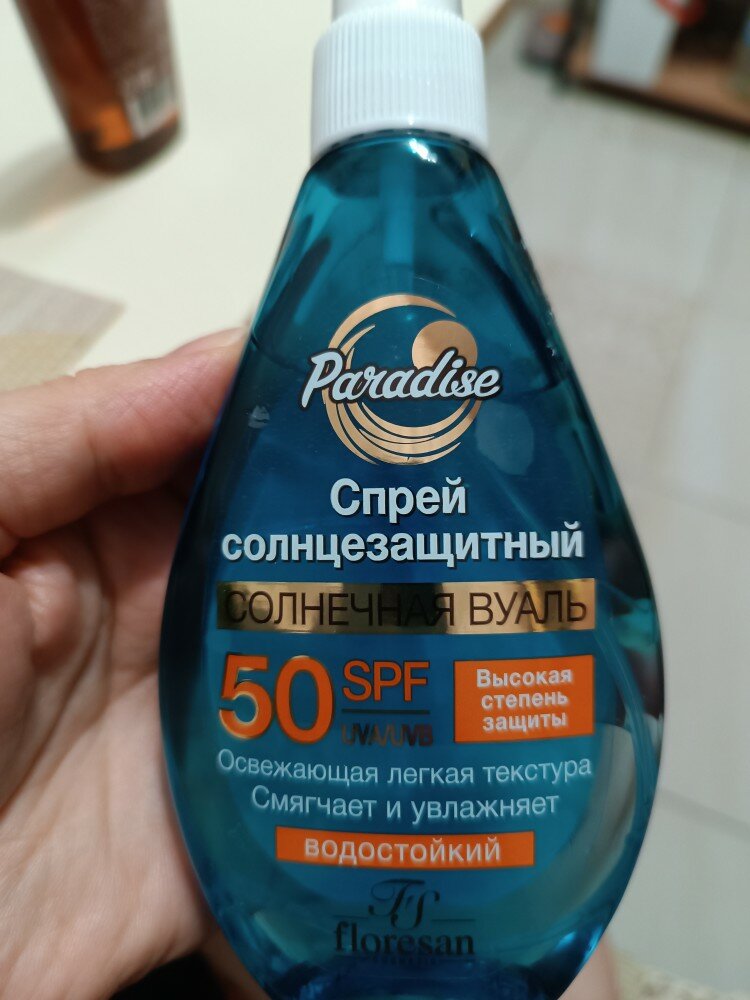 Paradise
Спрей
солнцезащитный
СОЛНЕЧНАЯ ВУАЛЬ
50 SPF
UVA/UVB
Высокая
степень
защиты
Освежающая легкая текстура
Смягчает и увлажняет
ВОДОСТОЙКИЙ
FS
floresan